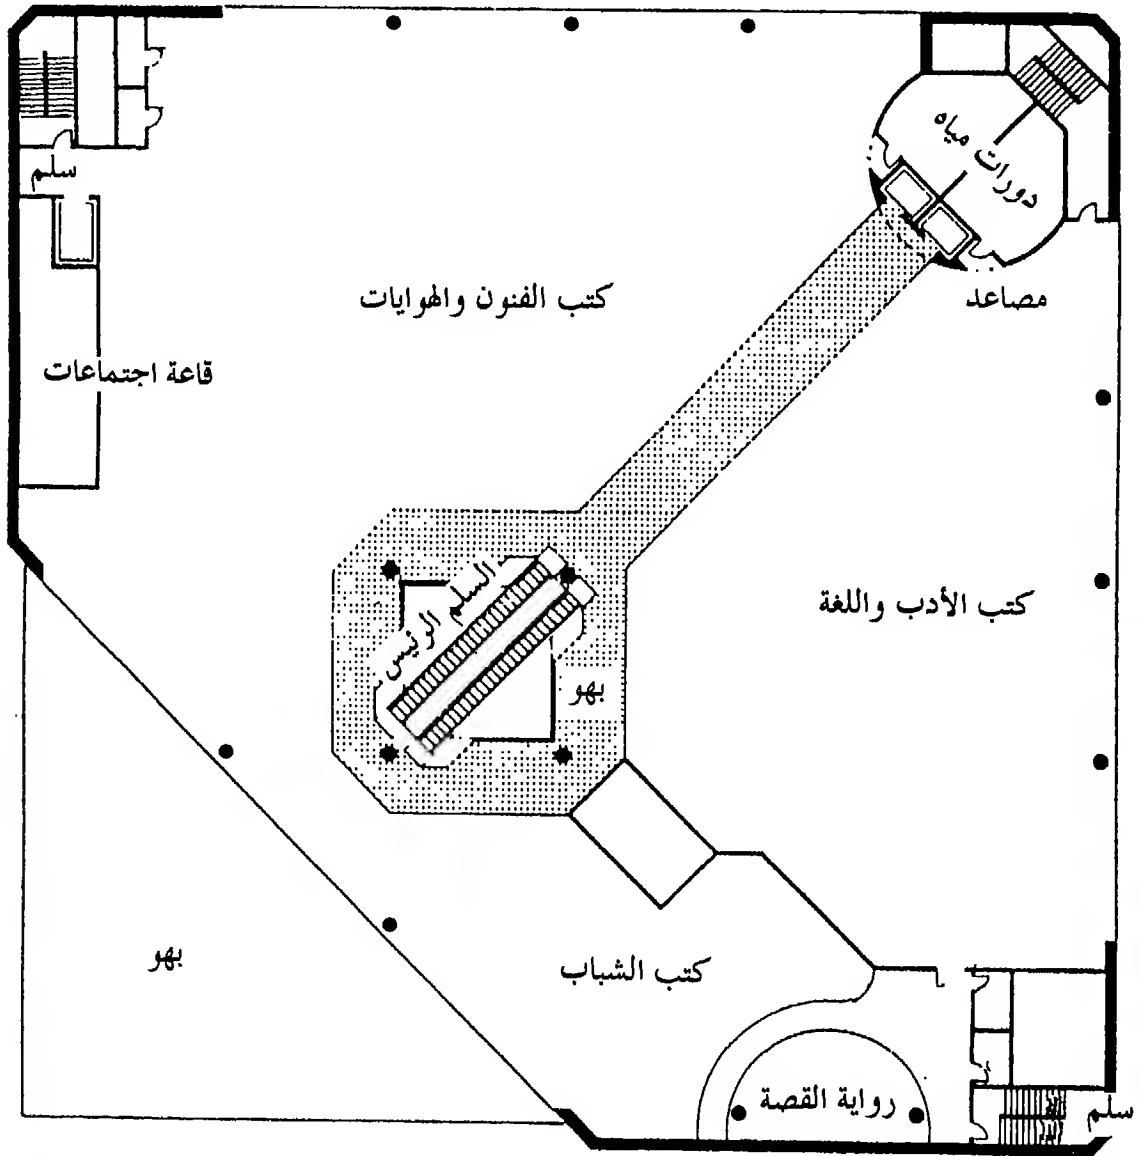 دورات مياه
سلم
مصاعد
كتب الفنون والهوايات
قاعة اجتماعات
السلم الرئيس
كتب الأدب واللغة
بهو
بهو
كتب الشباب
رواية القصة
سلم